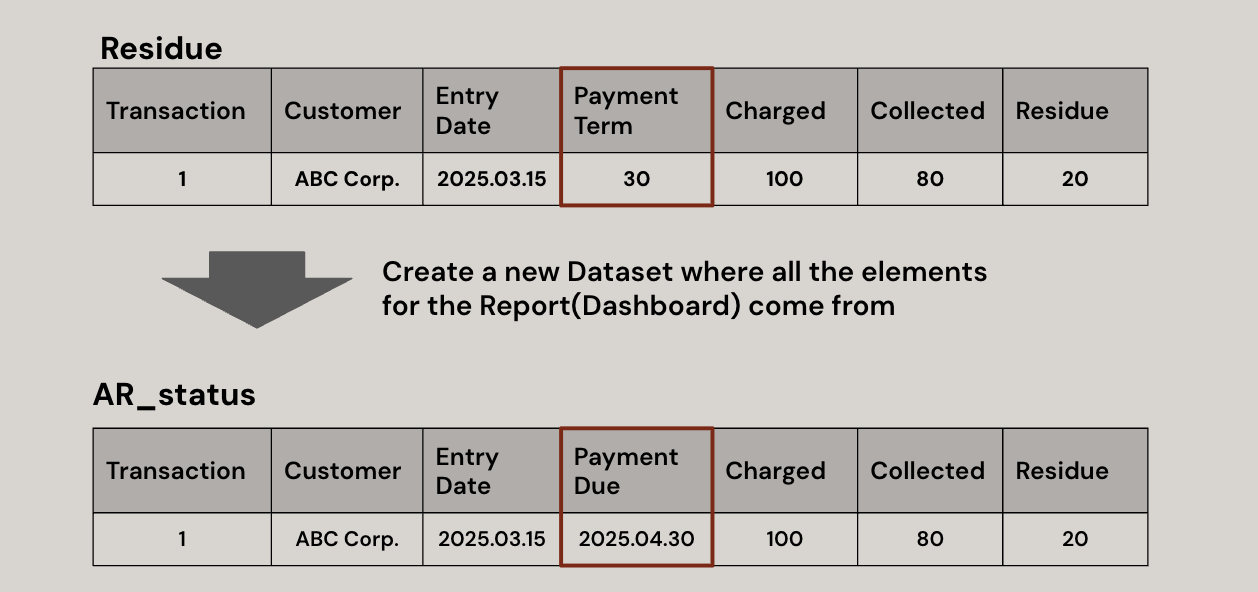 Residue
Transaction Customer Entry Date Payment Term Charged Collected Residue
1 ABC Corp. 2025.03.15 30 100 80 20
Create a new Dataset where all the elements
for the Report(Dashboard) come from
AR_status
Transaction Customer Entry Date Payment Due Charged Collected Residue
1 ABC Corp. 2025.03.15 2025.04.30 100 80 20